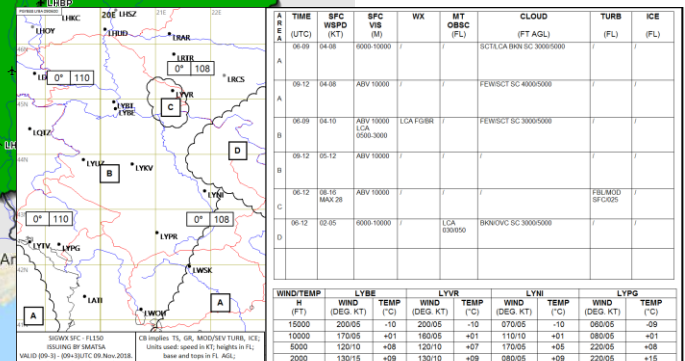 LHBP
LHKC 20E LHSZ
LHOY LHUD LRAR
46N
LRTR
0° 110 0° 108
LRCS
LYVR
45N C
LYBT
LYBE
LQTZ
D
44N LYUZ
B LYKV
LYNI
43N
0° 110 0° 108
LYPR
LYTV LYPG
LWSK
42N
A
LATI
A LWOH
SIGWX SFC - FL150
ISSUING BY SMATSA
VALID (09-3) - (09+3)UTC 09.Nov.2018.
CB implies TS, GR, MOD/SEV TURB, ICE;
Units used: speed in KT; heights in FL;
base and tops in FL AGL;
AREA TIME (UTC) SFC WSPD (KT) SFC VIS (M) WX MT OBSC (FL) CLOUD (FT AGL) TURB (FL) ICE (FL)
A 06-09 04-08 6000-10000 / / SCT/LCA BKN SC 3000/5000 / /
A 09-12 04-08 ABV 10000 / / FEW/SCT SC 4000/5000 / /
B 06-09 04-10 ABV 10000 LCA 0500-3000 LCA FG/BR / FEW/SCT SC 3000/5000 / /
B 09-12 05-12 ABV 10000 / / / / /
C 06-12 08-16 MAX 28 ABV 10000 / / / FBL/MOD SFC/025 /
D 06-12 02-05 6000-10000 / LCA 030/050 BKN/OVC SC 3000/5000 / /
WIND/TEMP LYBE LYVR LYNI LYPG
H (FT) WIND (DEG. KT) TEMP (°C) WIND (DEG. KT) TEMP (°C) WIND (DEG. KT) TEMP (°C) WIND (DEG. KT) TEMP (°C)
15000 200/05 -10 200/05 -10 070/05 -10 060/05 -09
10000 170/05 +01 160/05 +01 110/10 +01 080/05 +01
5000 120/10 +08 120/10 +07 170/05 +05 220/05 +08
2000 130/15 +09 130/10 +09 080/05 +09 220/05 +15